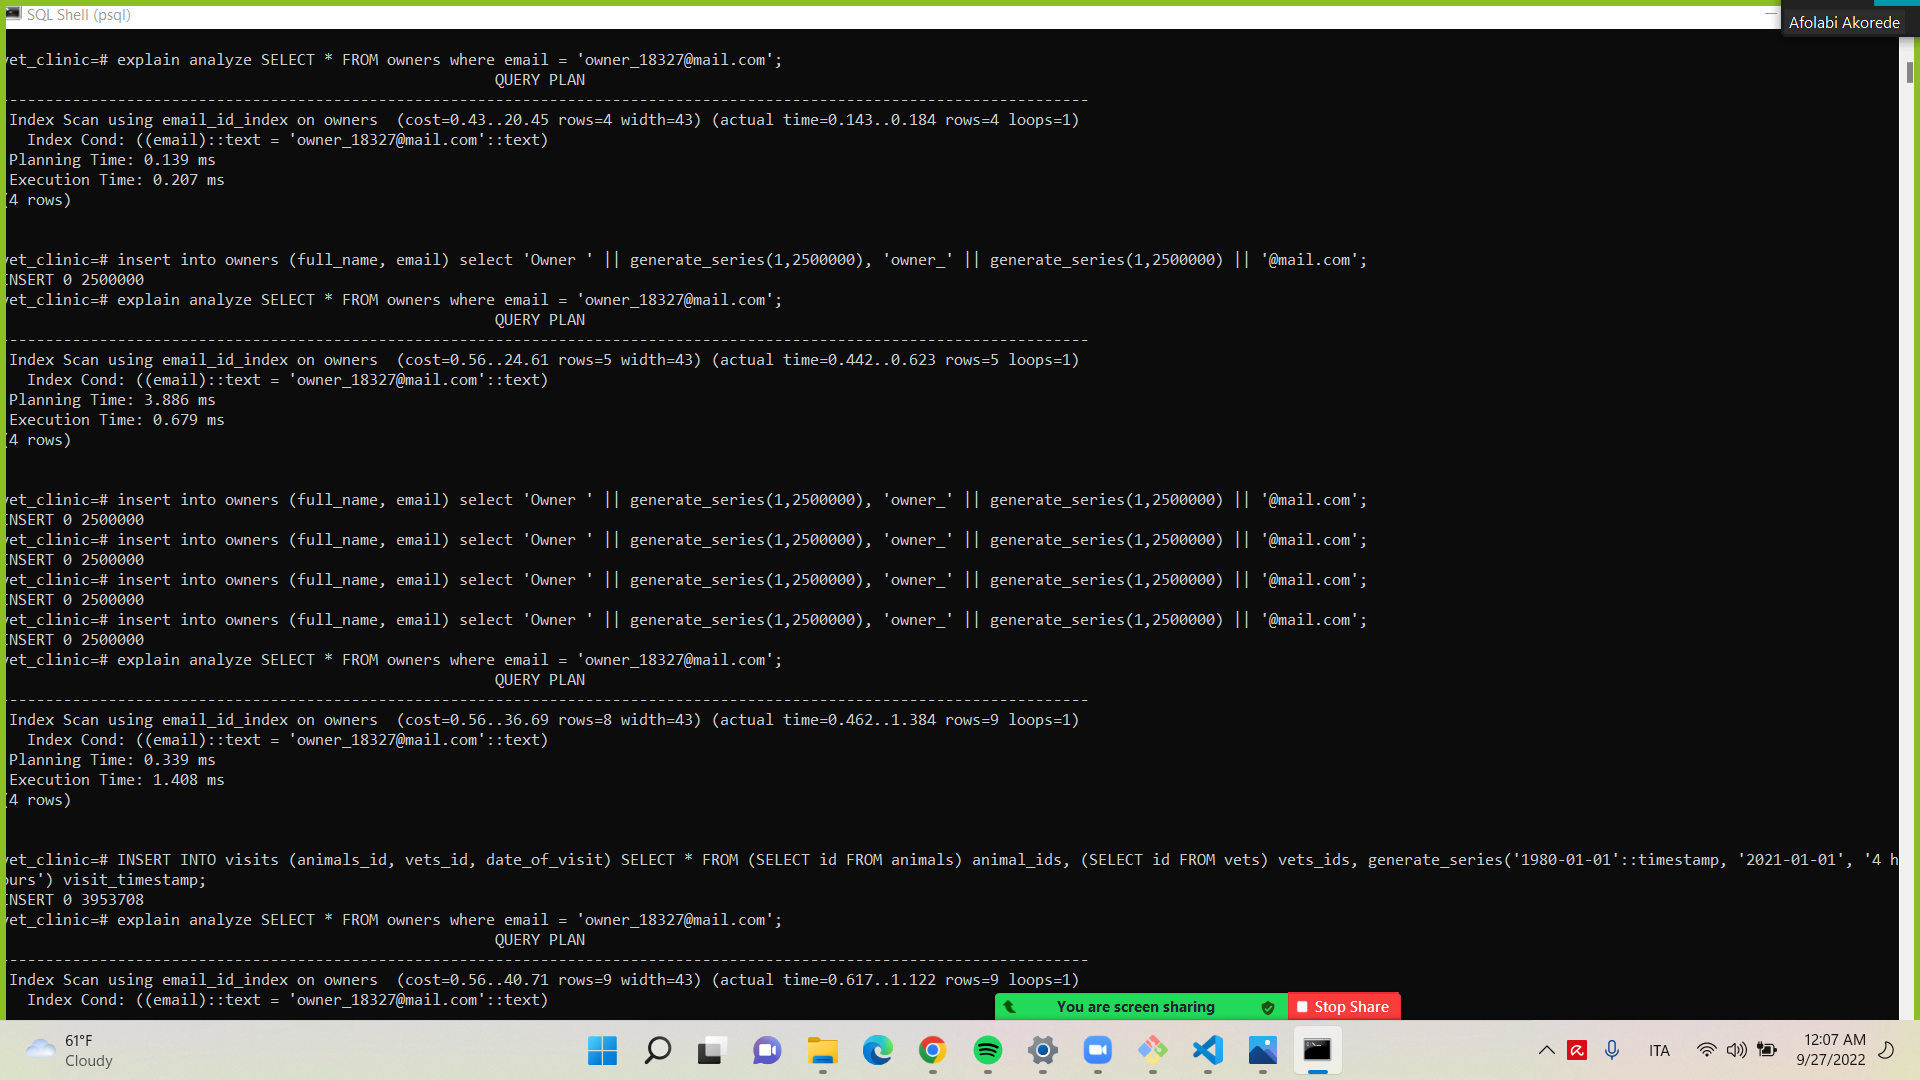 SQL Shell (psql)
Afolabi Akorede
vet_clinic=# explain analyze SELECT * FROM owners where email = 'owner_18327@mail.com';
QUERY PLAN
------------------------------------------------------------------------------------------------------------------------
Index Scan using email_id_index on owners  (cost=0.43..20.45 rows=4 width=43) (actual time=0.143..0.184 rows=4 loops=1)
Index Cond: ((email)::text = 'owner_18327@mail.com'::text)
Planning Time: 0.139 ms
Execution Time: 0.207 ms
(4 rows)
vet_clinic=# insert into owners (full_name, email) select 'Owner ' || generate_series(1,2500000), 'owner_' || generate_series(1,2500000) || '@mail.com';
INSERT 0 2500000
vet_clinic=# explain analyze SELECT * FROM owners where email = 'owner_18327@mail.com';
QUERY PLAN
------------------------------------------------------------------------------------------------------------------------
Index Scan using email_id_index on owners  (cost=0.56..24.61 rows=5 width=43) (actual time=0.442..0.623 rows=5 loops=1)
Index Cond: ((email)::text = 'owner_18327@mail.com'::text)
Planning Time: 3.886 ms
Execution Time: 0.679 ms
(4 rows)
vet_clinic=# insert into owners (full_name, email) select 'Owner ' || generate_series(1,2500000), 'owner_' || generate_series(1,2500000) || '@mail.com';
INSERT 0 2500000
vet_clinic=# insert into owners (full_name, email) select 'Owner ' || generate_series(1,2500000), 'owner_' || generate_series(1,2500000) || '@mail.com';
INSERT 0 2500000
vet_clinic=# insert into owners (full_name, email) select 'Owner ' || generate_series(1,2500000), 'owner_' || generate_series(1,2500000) || '@mail.com';
INSERT 0 2500000
vet_clinic=# insert into owners (full_name, email) select 'Owner ' || generate_series(1,2500000), 'owner_' || generate_series(1,2500000) || '@mail.com';
INSERT 0 2500000
vet_clinic=# explain analyze SELECT * FROM owners where email = 'owner_18327@mail.com';
QUERY PLAN
------------------------------------------------------------------------------------------------------------------------
Index Scan using email_id_index on owners  (cost=0.56..36.69 rows=8 width=43) (actual time=0.462..1.384 rows=9 loops=1)
Index Cond: ((email)::text = 'owner_18327@mail.com'::text)
Planning Time: 0.339 ms
Execution Time: 1.408 ms
(4 rows)
vet_clinic=# INSERT INTO visits (animals_id, vets_id, date_of_visit) SELECT * FROM (SELECT id FROM animals) animal_ids, (SELECT id FROM vets) vets_ids, generate_series('1980-01-01'::timestamp, '2021-01-01', '4 h
ours') visit_timestamp;
INSERT 0 3953708
vet_clinic=# explain analyze SELECT * FROM owners where email = 'owner_18327@mail.com';
QUERY PLAN
------------------------------------------------------------------------------------------------------------------------
Index Scan using email_id_index on owners  (cost=0.56..40.71 rows=9 width=43) (actual time=0.617..1.122 rows=9 loops=1)
Index Cond: ((email)::text = 'owner_18327@mail.com'::text)
You are screen sharing
Stop Share
61°F
Cloudy
ITA
12:07 AM
9/27/2022